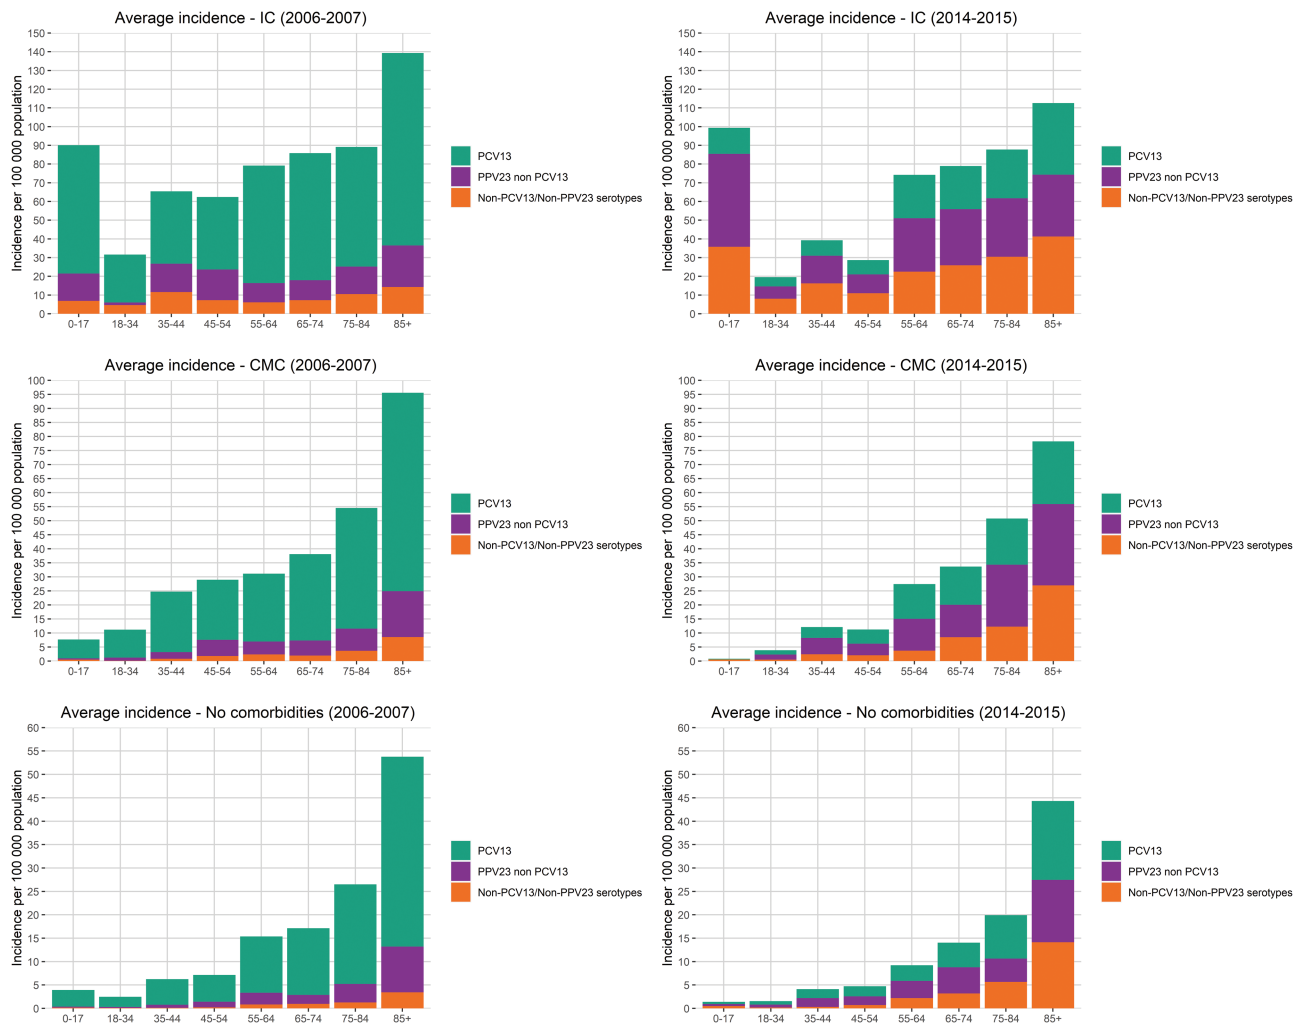 Average incidence - IC (2006-2007)
Incidence per 100 000 population
150
140
130
120
110
100
90
80
70
60
50
40
30
20
10
0
0-17 18-34 35-44 45-54 55-64 65-74 75-84 85+
PCV13
PPV23 non PCV13
Non-PCV13/Non-PPV23 serotypes
Average incidence - IC (2014-2015)
Incidence per 100 000 population
150
140
130
120
110
100
90
80
70
60
50
40
30
20
10
0
0-17 18-34 35-44 45-54 55-64 65-74 75-84 85+
PCV13
PPV23 non PCV13
Non-PCV13/Non-PPV23 serotypes
Average incidence - CMC (2006-2007)
Incidence per 100 000 population
100
95
90
85
80
75
70
65
60
55
50
45
40
35
30
25
20
15
10
5
0
0-17 18-34 35-44 45-54 55-64 65-74 75-84 85+
PCV13
PPV23 non PCV13
Non-PCV13/Non-PPV23 serotypes
Average incidence - CMC (2014-2015)
Incidence per 100 000 population
100
95
90
85
80
75
70
65
60
55
50
45
40
35
30
25
20
15
10
5
0
0-17 18-34 35-44 45-54 55-64 65-74 75-84 85+
PCV13
PPV23 non PCV13
Non-PCV13/Non-PPV23 serotypes
Average incidence - No comorbidities (2006-2007)
Incidence per 100 000 population
60
55
50
45
40
35
30
25
20
15
10
5
0
0-17 18-34 35-44 45-54 55-64 65-74 75-84 85+
PCV13
PPV23 non PCV13
Non-PCV13/Non-PPV23 serotypes
Average incidence - No comorbidities (2014-2015)
Incidence per 100 000 population
60
55
50
45
40
35
30
25
20
15
10
5
0
0-17 18-34 35-44 45-54 55-64 65-74 75-84 85+
PCV13
PPV23 non PCV13
Non-PCV13/Non-PPV23 serotypes